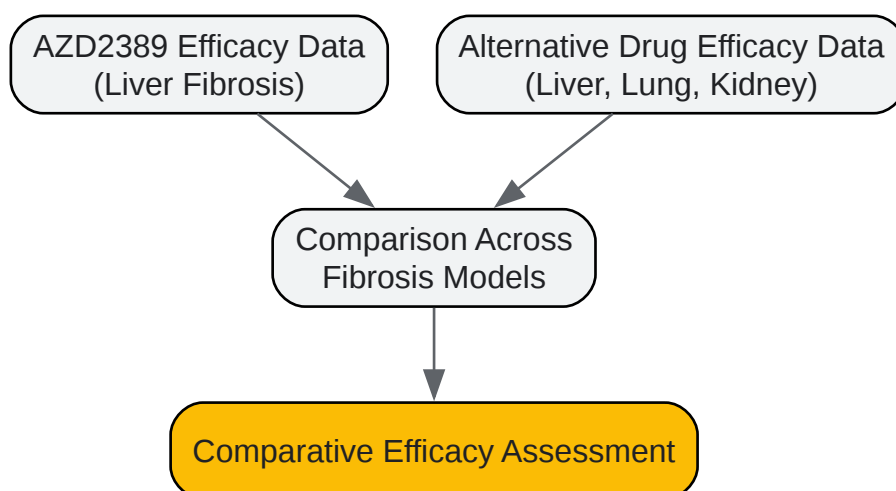 AZD2389 Efficacy Data
(Liver Fibrosis)
Alternative Drug Efficacy Data
(Liver, Lung, Kidney)
Comparison Across
Fibrosis Models
Comparative Efficacy Assessment